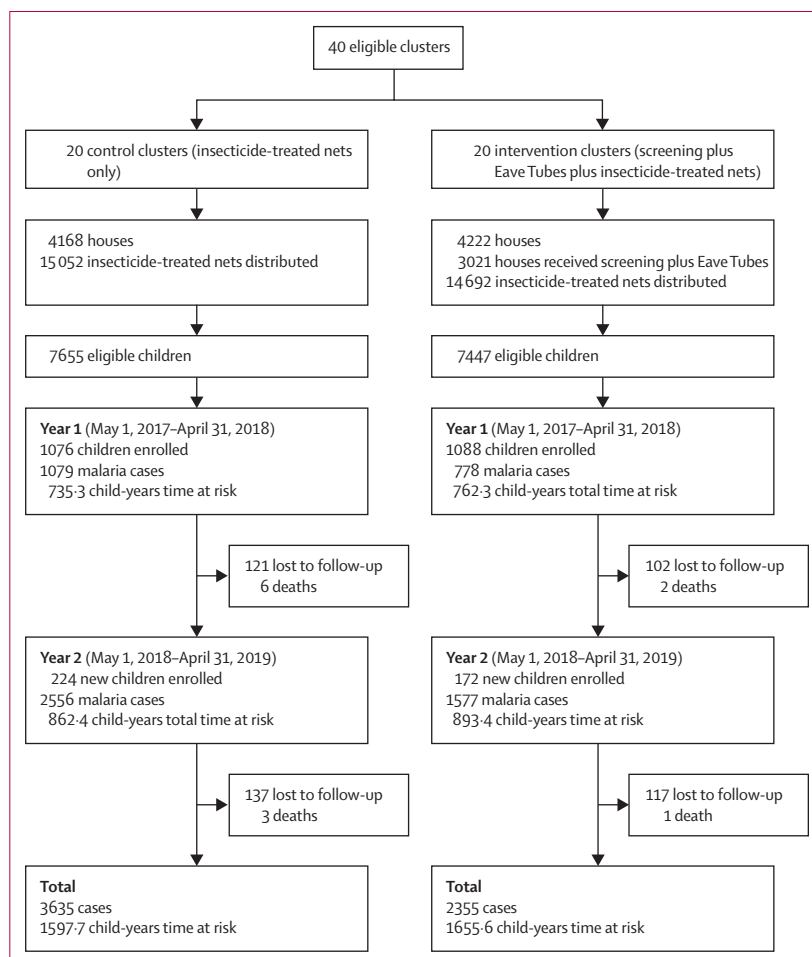 40 eligible clusters
20 control clusters (insecticide-treated nets
only)
20 intervention clusters (screening plus
Eave Tubes plus insecticide-treated nets)
4168 houses
15 052 insecticide-treated nets distributed
4222 houses
3021 houses received screening plus Eave Tubes
14 692 insecticide-treated nets distributed
7655 eligible children
7447 eligible children
Year 1 (May 1, 2017–April 31, 2018)
1076 children enrolled
1079 malaria cases
735·3 child-years time at risk
Year 1 (May 1, 2017–April 31, 2018)
1088 children enrolled
778 malaria cases
762·3 child-years total time at risk
121 lost to follow-up
6 deaths
102 lost to follow-up
2 deaths
Year 2 (May 1, 2018–April 31, 2019)
224 new children enrolled
2556 malaria cases
862·4 child-years total time at risk
Year 2 (May 1, 2018–April 31, 2019)
172 new children enrolled
1577 malaria cases
893·4 child-years time at risk
137 lost to follow-up
3 deaths
117 lost to follow-up
1 death
Total
3635 cases
1597·7 child-years time at risk
Total
2355 cases
1655·6 child-years time at risk